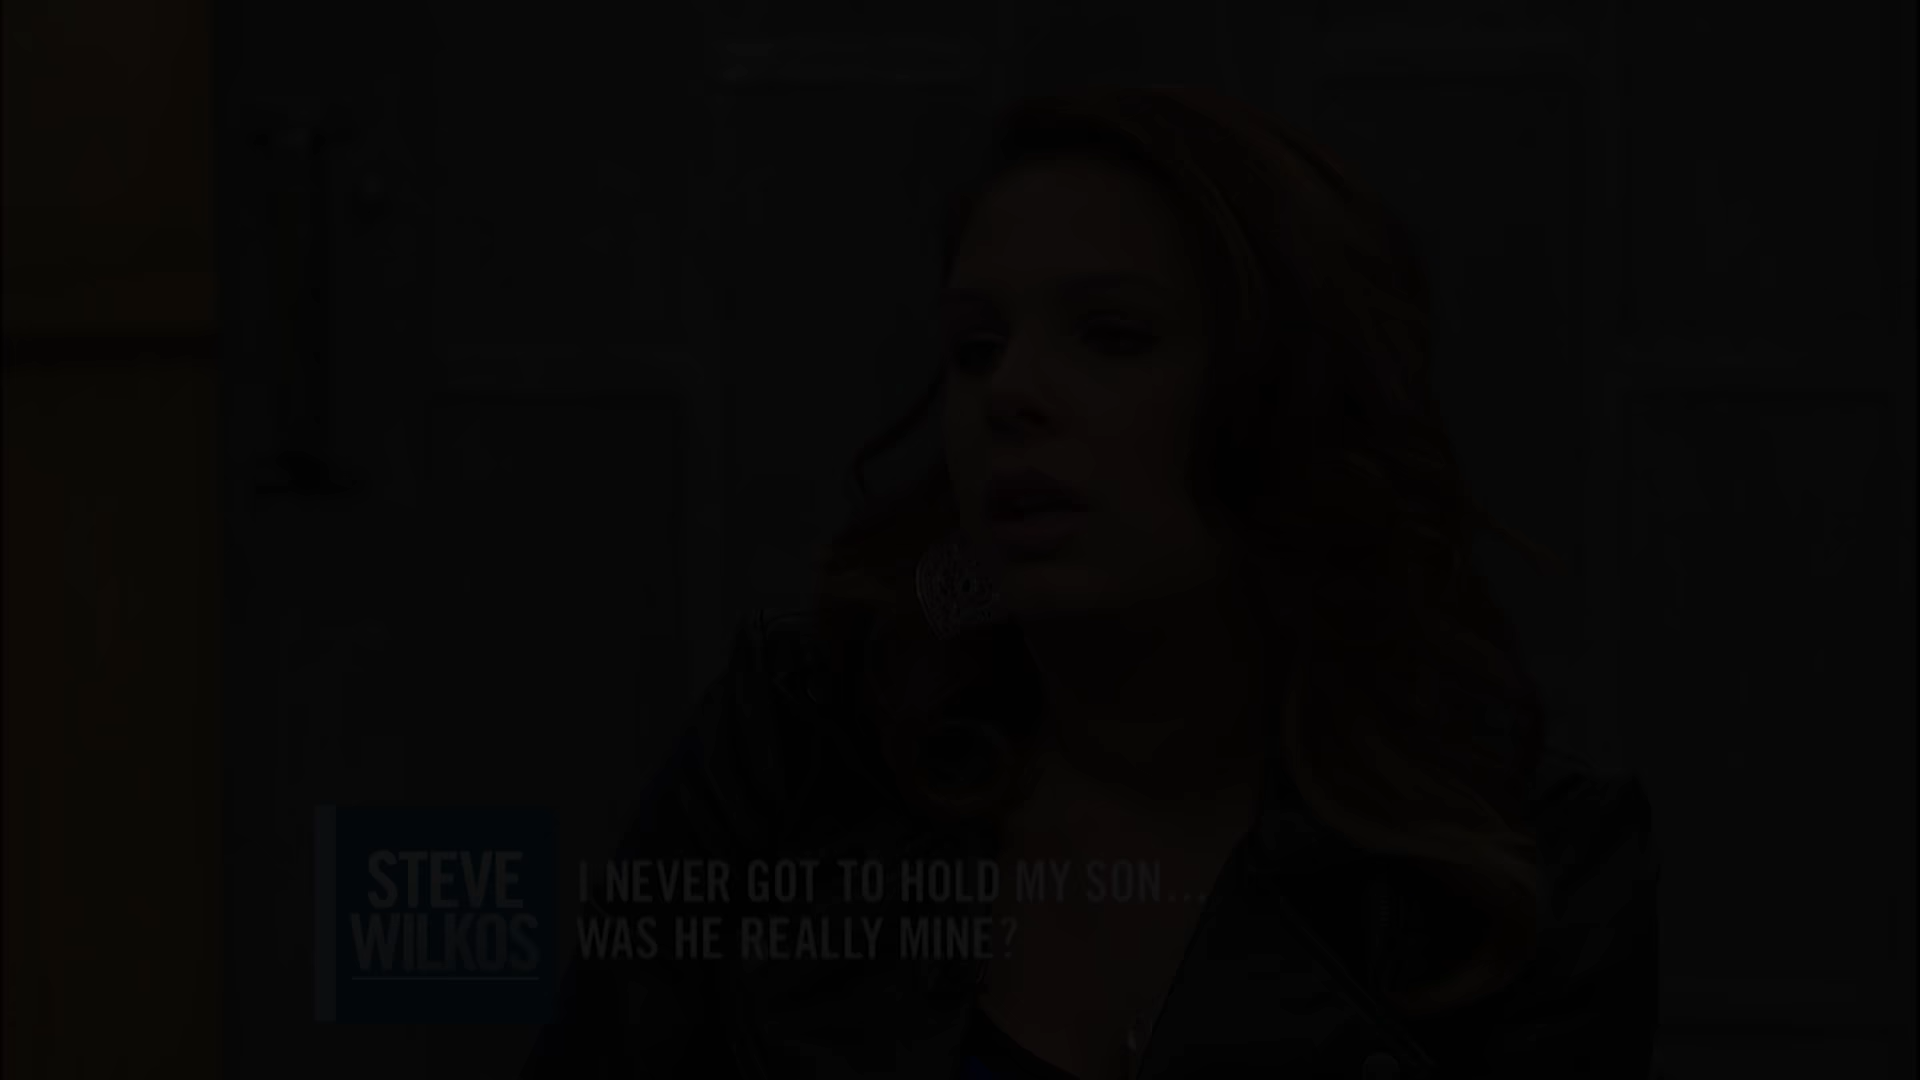 STEVE
WILKOS
I NEVER GOT TO HOLD MY SON...
WAS HE REALLY MINE?